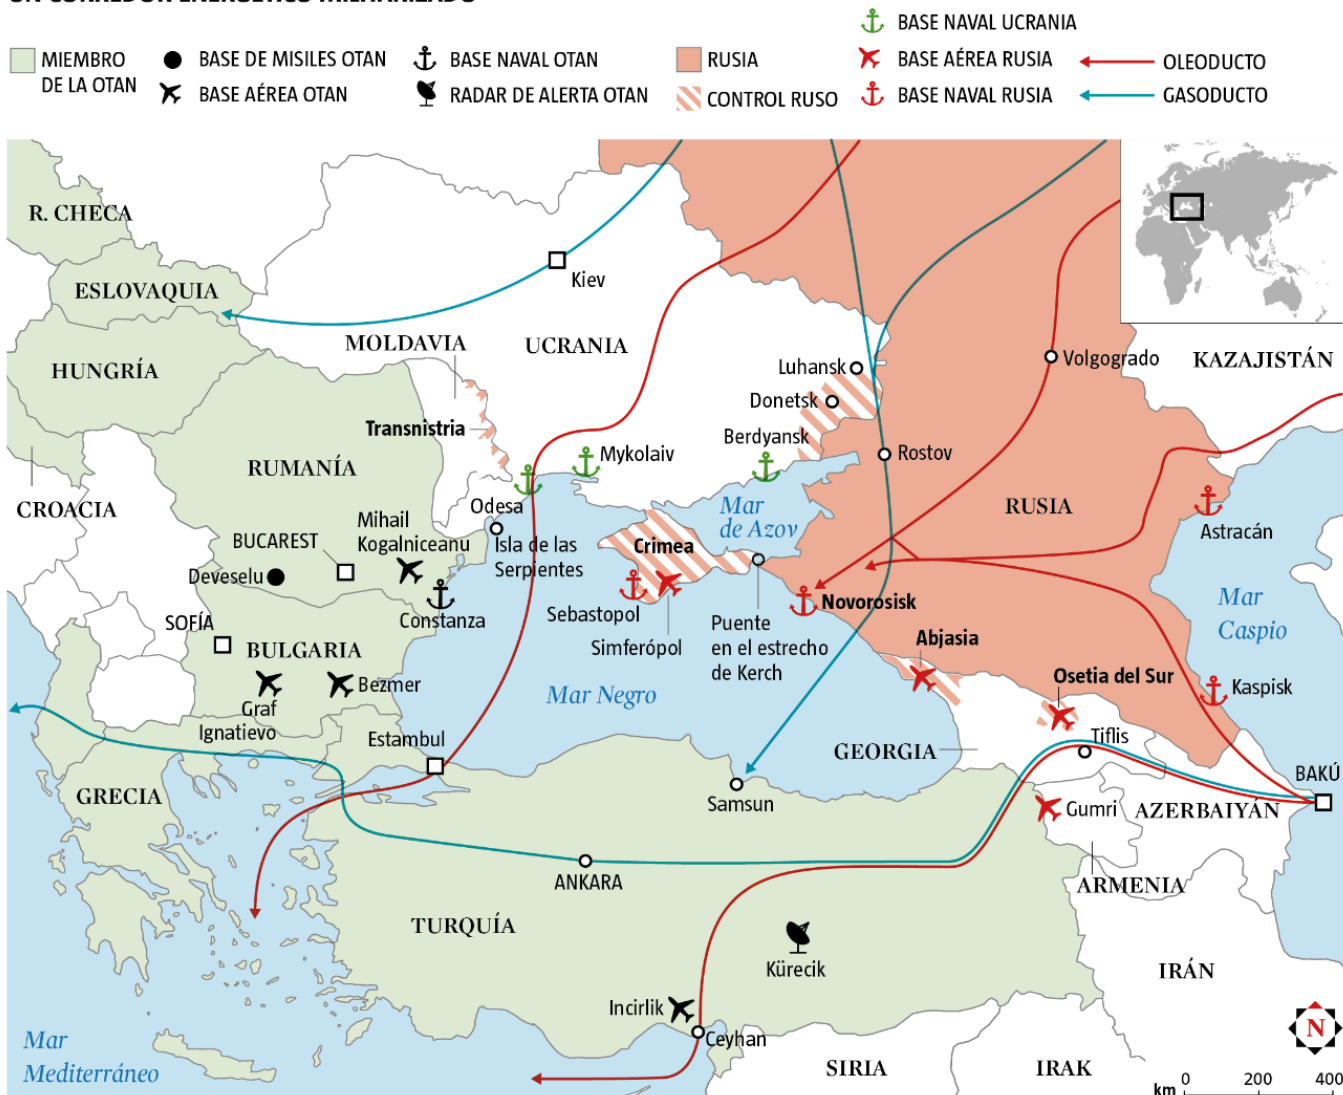 UN CORREDOR ENERGÉTICO MILITARIZADO
MIEMBRO
DE LA OTAN
BASE DE MISILES OTAN
BASE AÉREA OTAN
BASE NAVAL OTAN
RADAR DE ALERTA OTAN
RUSIA
CONTROL RUSO
BASE NAVAL UCRANIA
BASE AÉREA RUSIA
BASE NAVAL RUSIA
OLEODUCTO
GASODUCTO
R. CHECA
ESLOVAQUIA
HUNGRÍA
CROACIA
MOLDAVIA
Kiev
UCRANIA
Transnistria
RUMANÍA
Luhansk
Donetsk
Berdyansk
Mykolaiv
Odesa
Volgogrado
KAZAJISTÁN
Rostov
RUSIA
Astracán
Mar
de Azov
Mihail
Kogalniceanu
BUCAREST
Deveselu
Isla de las
Serpientes
Crimea
Constanza
Sebastopol
Simferópol
Puente
en el estrecho
de Kerch
Novorosisk
Mar
Caspio
SOFÍA
BULGARIA
Bezmer
Graf
Ignatievo
Mar Negro
Abjasia
Osetia del Sur
Kaspisk
Estambul
GEORGIA
Tiflis
BAKÚ
GRECIA
Samsun
Gumri
AZERBAIYÁN
ANKARA
ARMENIA
TURQUÍA
Kürecik
IRÁN
Incirlik
Ceyhan
Mar
Mediterráneo
SIRIA
IRAK
N
km
0
200
400